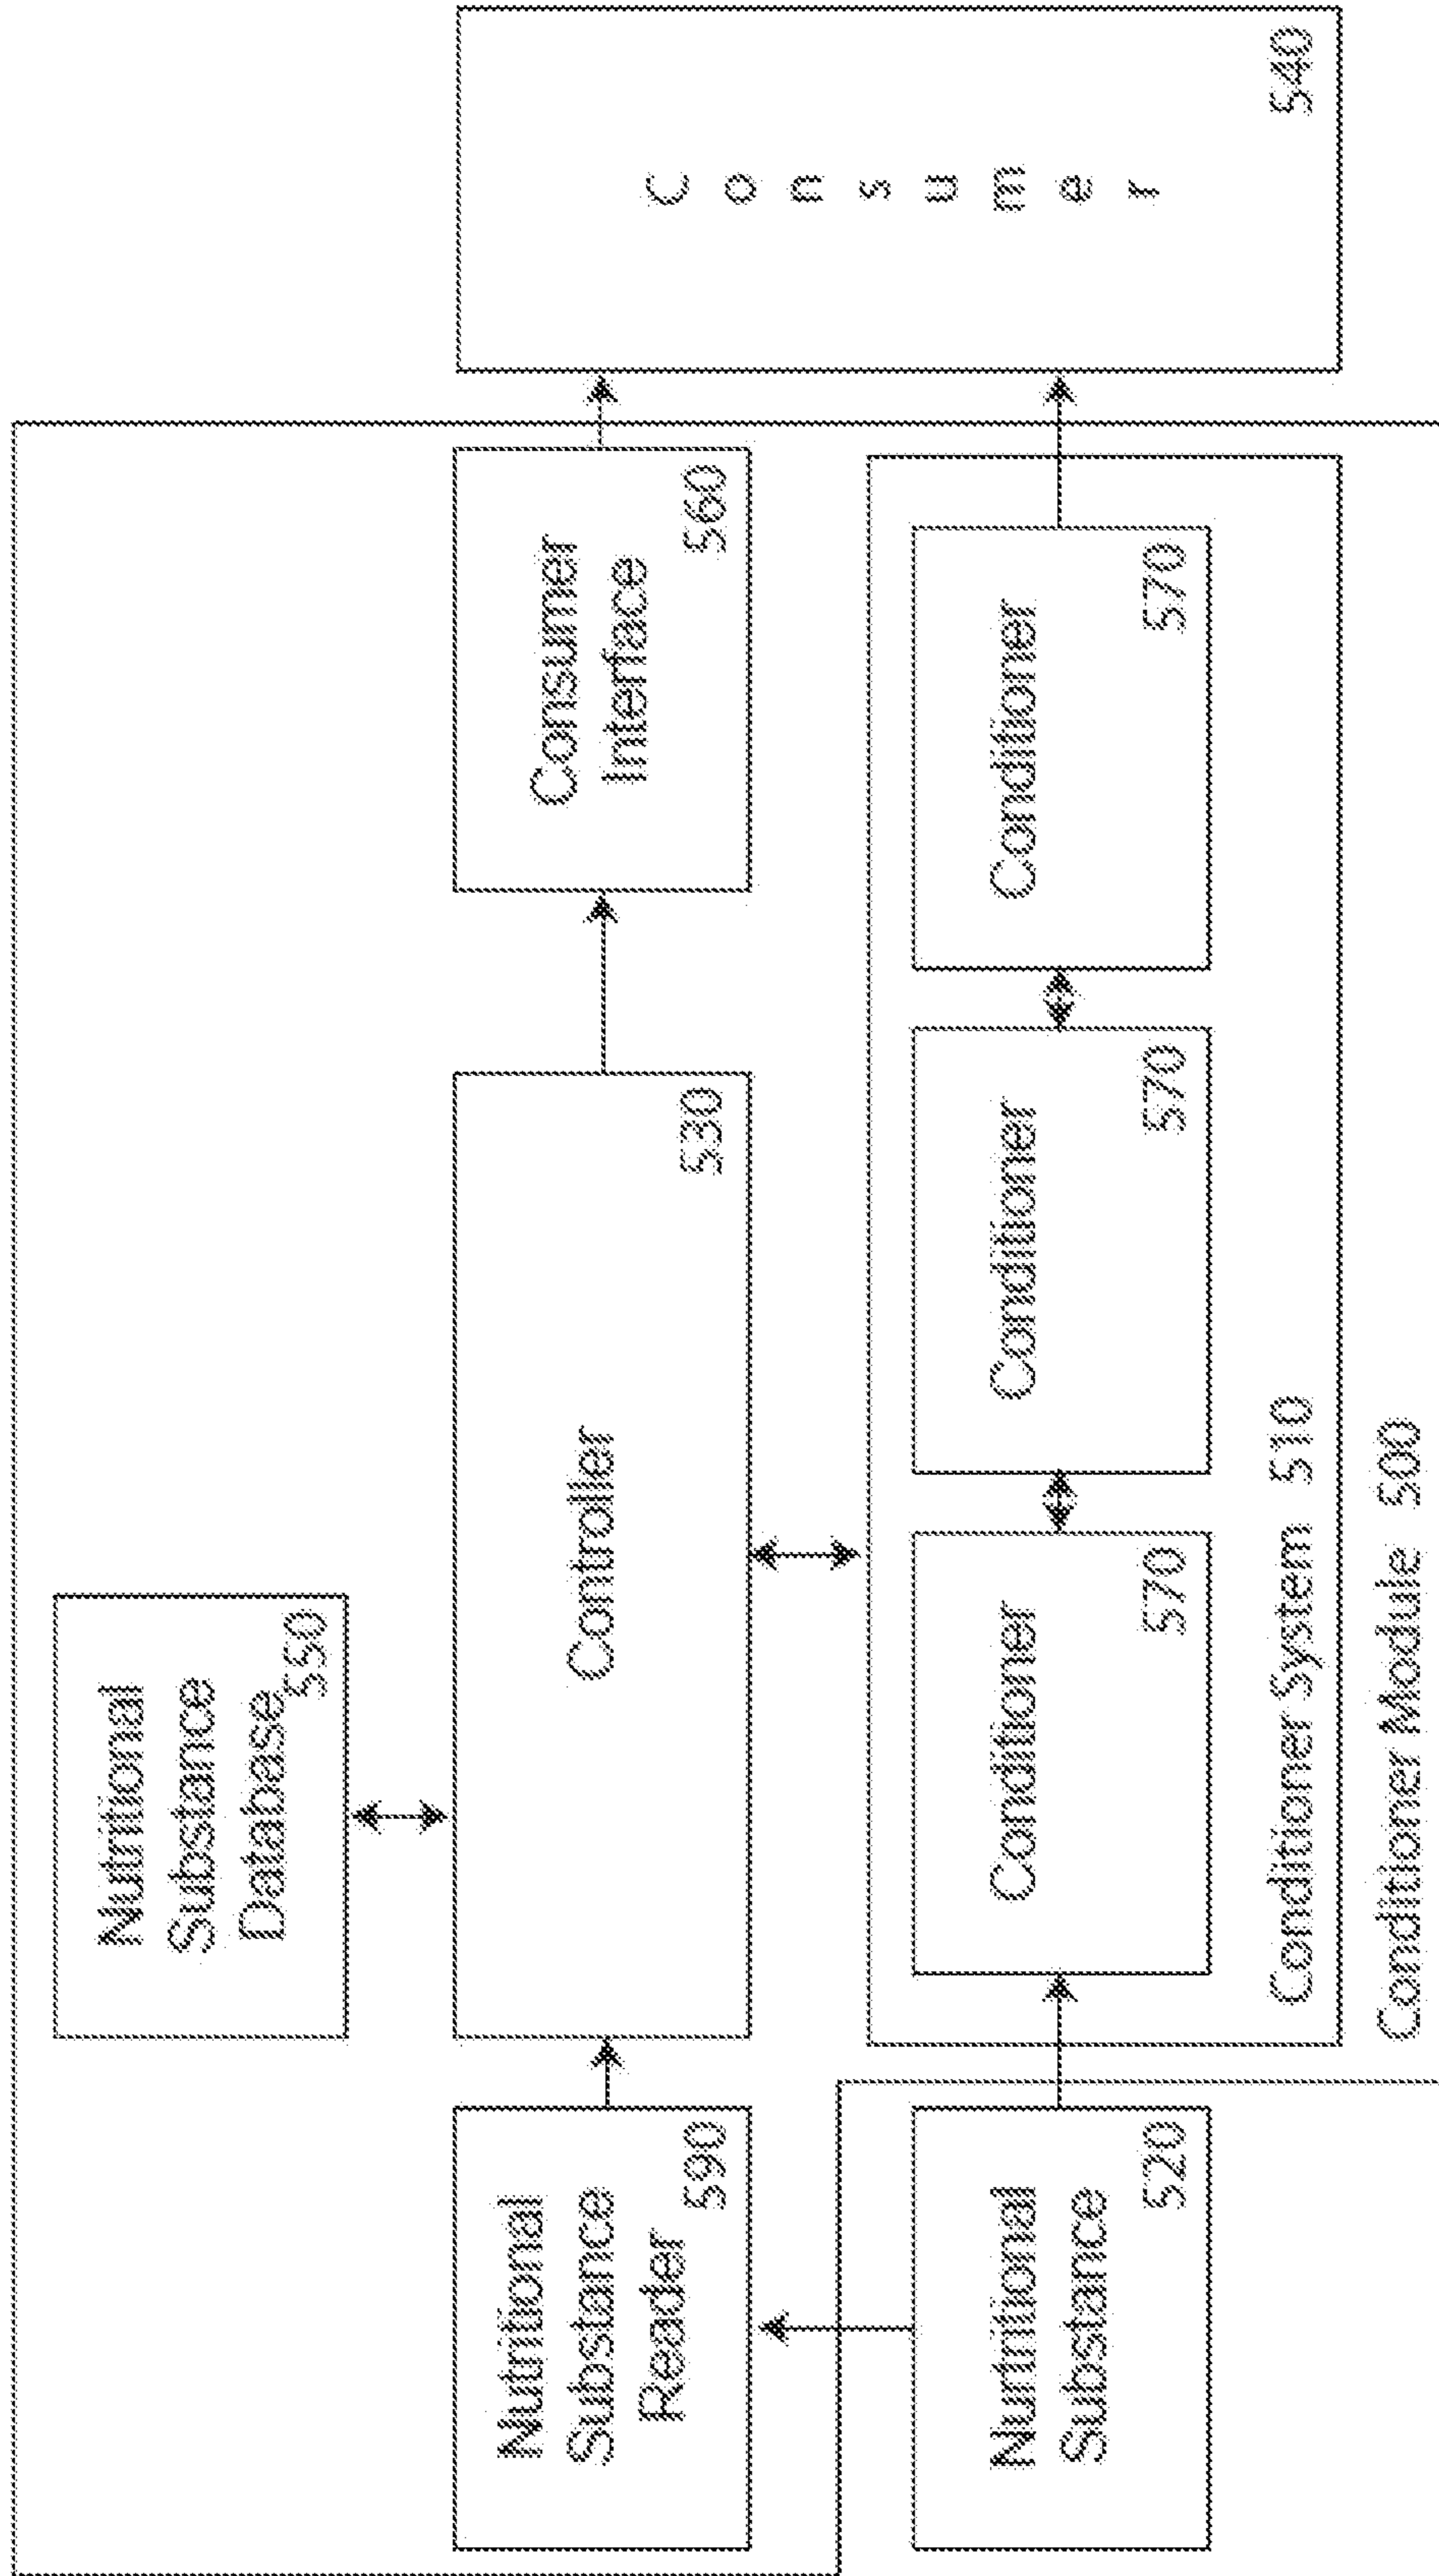 Nutritional
Substance
Database
550
Nutritional
Substance
Reader
590
Controller
530
Consumer
Interface
560
Consumer
540
Nutritional
Substance
520
Conditioner
570
Conditioner
570
Conditioner
570
Conditioner System 510
Conditioner Module 500